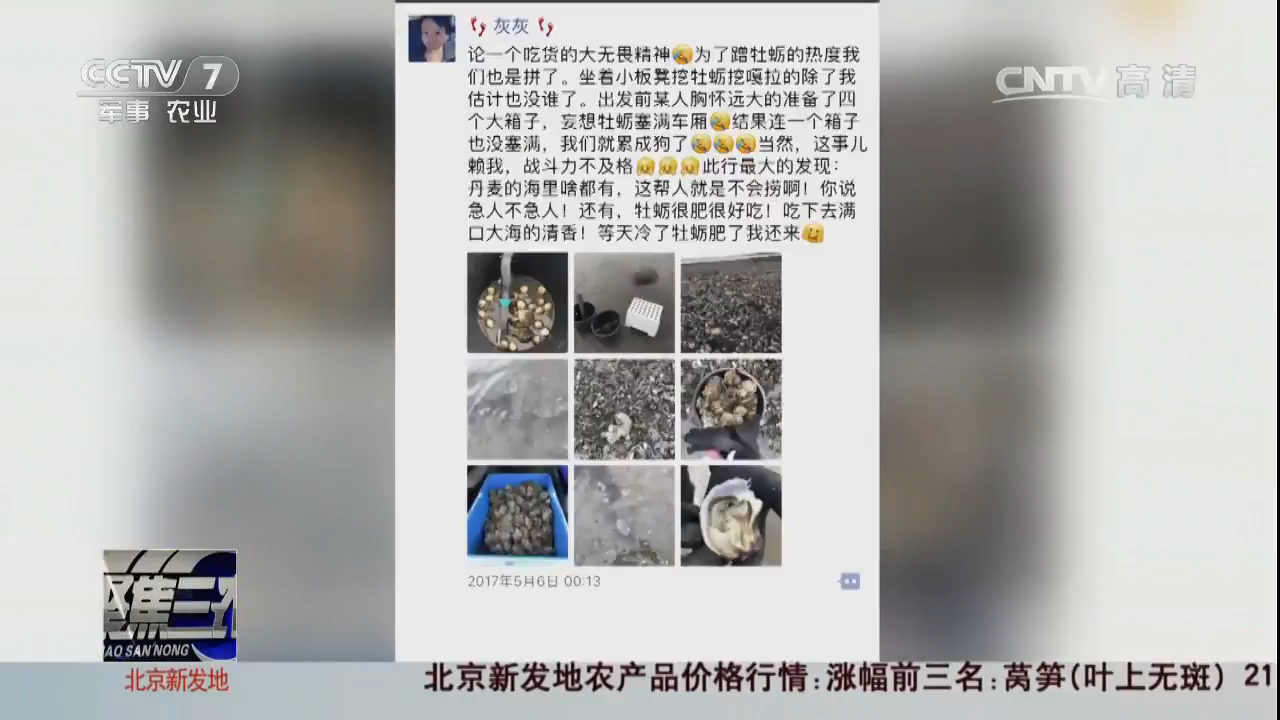 CCTV 7
军事 农业
CNTV 高清
灰灰
论一个吃货的大无畏精神😂为了蹭牡蛎的热度我
们也是拼了。坐着小板凳挖牡蛎挖嘎拉的除了我
估计也没谁了。出发前某人胸怀远大的准备了四
个大箱子，妄想牡蛎塞满车厢😂结果连一个箱子
也没塞满，我们就累成狗了😂😂😂当然，这事儿
赖我，战斗力不及格🤗🤗🤗此行最大的发现：
丹麦的海里啥都有，这帮人就是不会捞啊！你说
急人不急人！还有，牡蛎很肥很好吃！吃下去满
口大海的清香！等天冷了牡蛎肥了我还来
2017年5月6日 00:13
聚焦三农
AO SAN NONG
北京新发地
北京新发地农产品价格行情:涨幅前三名:莴笋(叶上无斑) 21